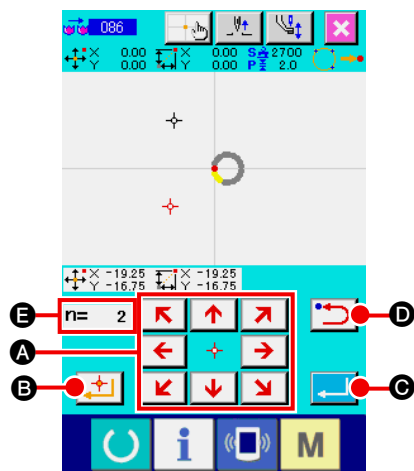 086
X 0.00 X 0.00 S 2700
Y 0.00 Y 0.00 P 2.0
X -19.25 X -19.25
Y -16.75 Y -16.75
E n= 2 D
A
B C
i M